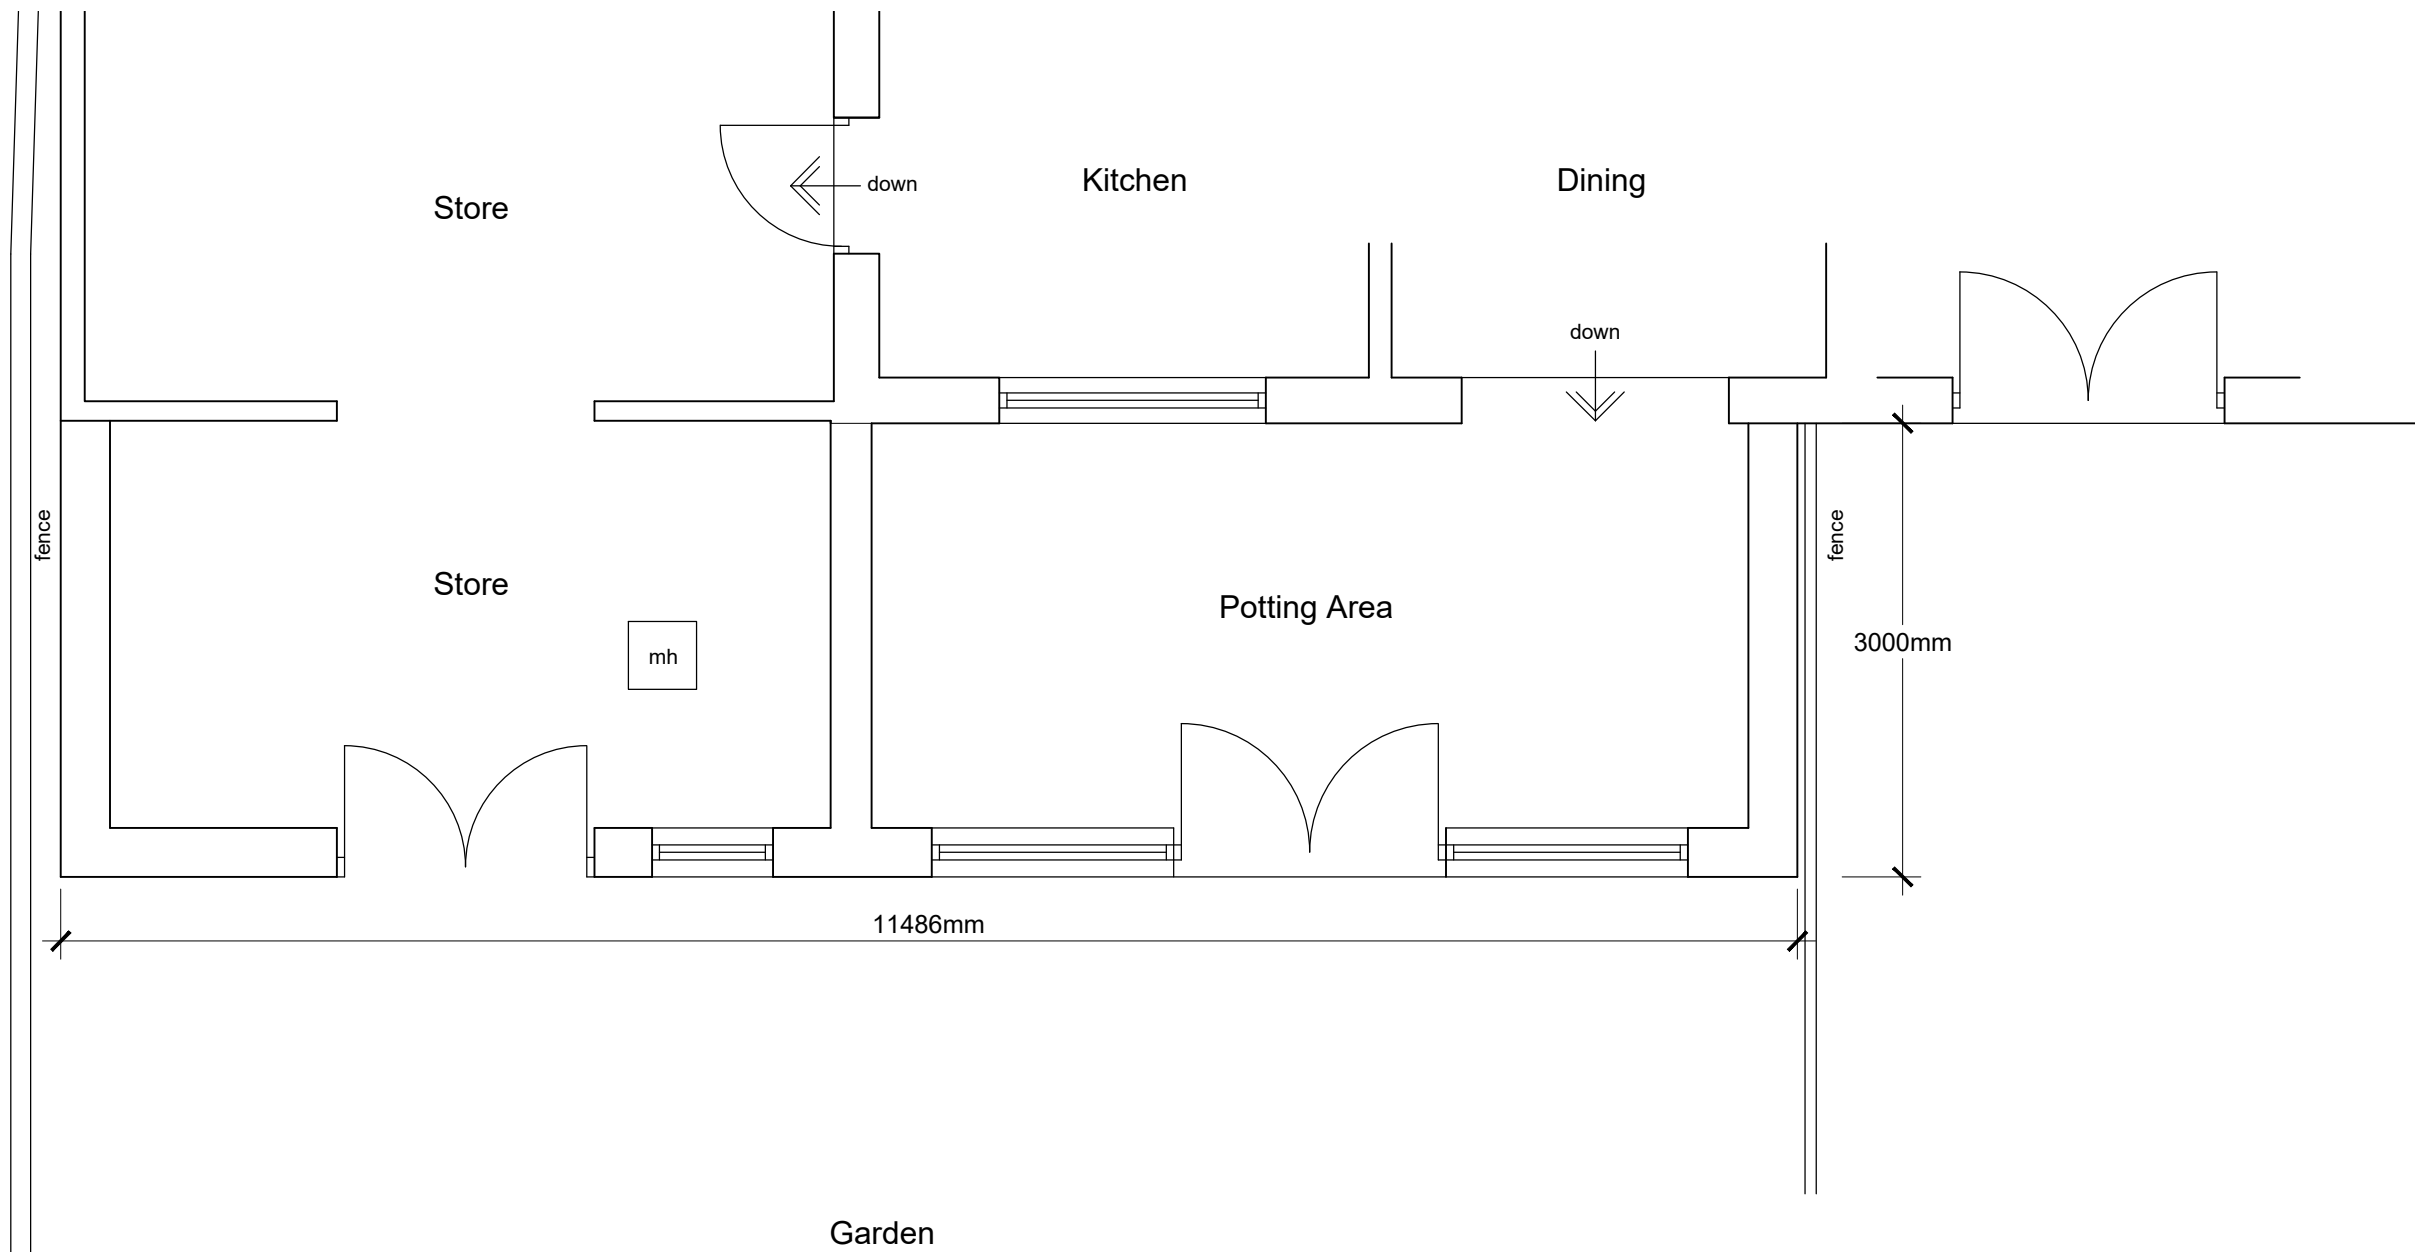 Kitchen
Dining
down
Store
down
fence
fence
Store
Potting Area
3000mm
mh
11486mm
Garden